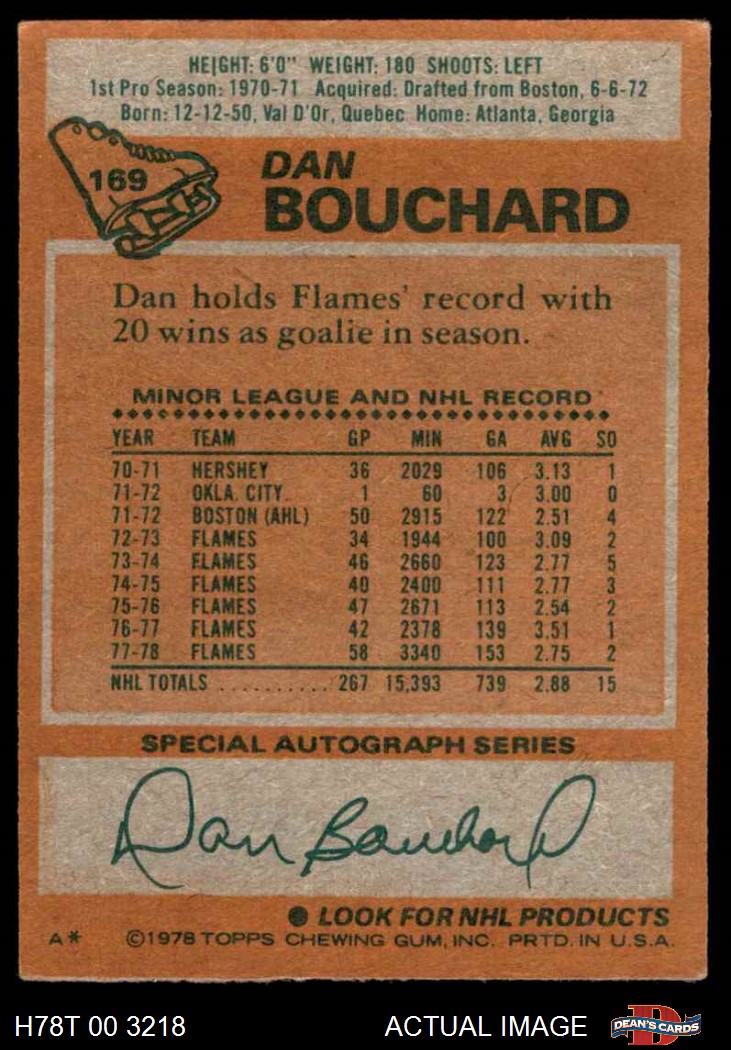 HEIGHT: 6'0" WEIGHT: 180 SHOOTS: LEFT
1st Pro Season: 1970-71 Acquired: Drafted from Boston, 6-6-72
Born: 12-12-50, Val D'Or, Quebec Home: Atlanta, Georgia
169
DAN
BOUCHARD
Dan holds Flames' record with
20 wins as goalie in season.
MINOR LEAGUE AND NHL RECORD
YEAR TEAM GP MIN GA AVG SO
70-71 HERSHEY 36 2029 106 3.13 1
71-72 OKLA. CITY 1 60 3 3.00 0
71-72 BOSTON (AHL) 50 2915 122 2.51 4
72-73 FLAMES 34 1944 100 3.09 2
73-74 FLAMES 46 2660 123 2.77 5
74-75 FLAMES 40 2400 111 2.77 3
75-76 FLAMES 47 2671 113 2.54 2
76-77 FLAMES 42 2378 139 3.51 1
77-78 FLAMES 58 3340 153 2.75 2
NHL TOTALS .......... 267 15,393 739 2.88 15
SPECIAL AUTOGRAPH SERIES
Dan Bouchard
● LOOK FOR NHL PRODUCTS
A* ©1978 TOPPS CHEWING GUM, INC. PRTD. IN U.S.A.
H78T 00 3218 ACTUAL IMAGE D DEAN'S CARDS